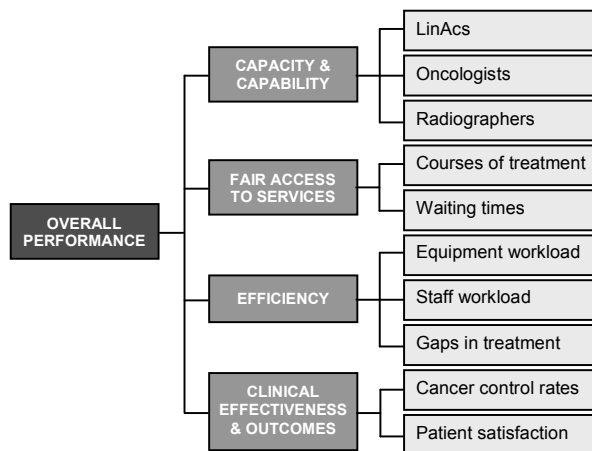 OVERALL
PERFORMANCE
CAPACITY &
CAPABILITY
LinAcs
Oncologists
Radiographers
FAIR ACCESS
TO SERVICES
Courses of treatment
Waiting times
EFFICIENCY
Equipment workload
Staff workload
Gaps in treatment
CLINICAL
EFFECTIVENESS
& OUTCOMES
Cancer control rates
Patient satisfaction